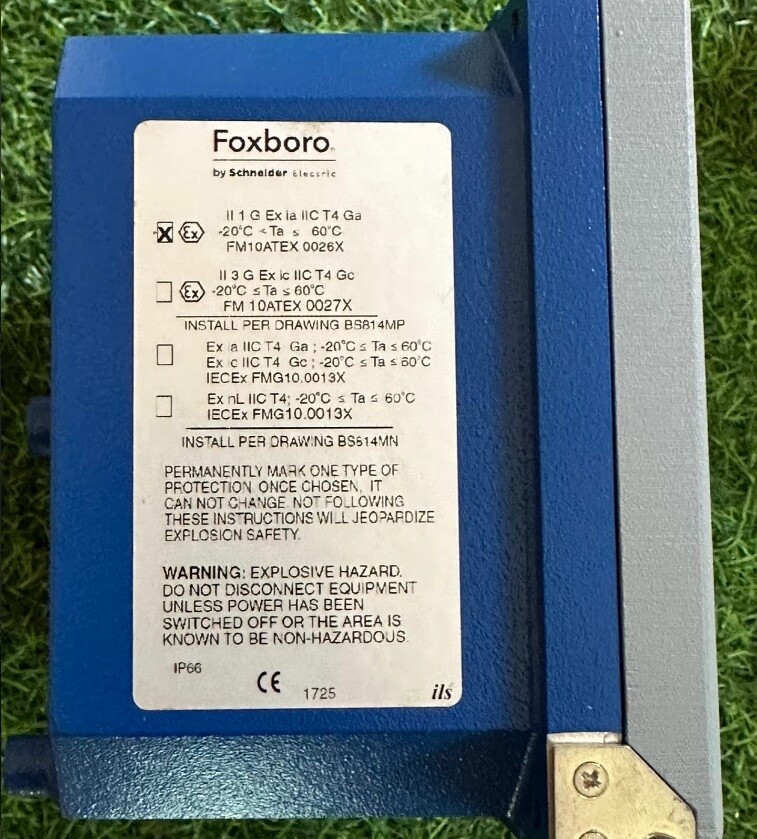 Foxboro
by Schneider Electric
X Ex II 1 G Ex ia IIC T4 Ga
-20°C ≤ Ta ≤ 60°C
FM10ATEX 0026X
Ex II 3 G Ex ic IIC T4 Gc
-20°C ≤ Ta ≤ 60°C
FM 10ATEX 0027X
INSTALL PER DRAWING BS814MP
Ex ia IIC T4 Ga ; -20°C ≤ Ta ≤ 60°C
Ex ic IIC T4 Gc ; -20°C ≤ Ta ≤ 60°C
IECEx FMG10.0013X
Ex nL IIC T4; -20°C ≤ Ta ≤ 60°C
IECEx FMG10.0013X
INSTALL PER DRAWING BS814MN
PERMANENTLY MARK ONE TYPE OF
PROTECTION. ONCE CHOSEN, IT
CAN NOT CHANGE. NOT FOLLOWING
THESE INSTRUCTIONS WILL JEOPARDIZE
EXPLOSION SAFETY.
WARNING: EXPLOSIVE HAZARD.
DO NOT DISCONNECT EQUIPMENT
UNLESS POWER HAS BEEN
SWITCHED OFF OR THE AREA IS
KNOWN TO BE NON-HAZARDOUS.
IP66
CE 1725 ils